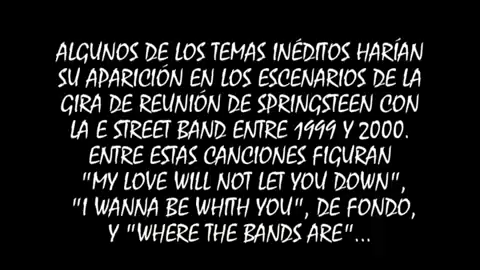 ALGUNOS DE LOS TEMAS INÉDITOS HARÍAN
SU APARICIÓN EN LOS ESCENARIOS DE LA
GIRA DE REUNIÓN DE SPRINGSTEEN CON
LA E STREET BAND ENTRE 1999 Y 2000.
ENTRE ESTAS CANCIONES FIGURAN
"MY LOVE WILL NOT LET YOU DOWN",
"I WANNA BE WHITH YOU", DE FONDO,
Y "WHERE THE BANDS ARE"...